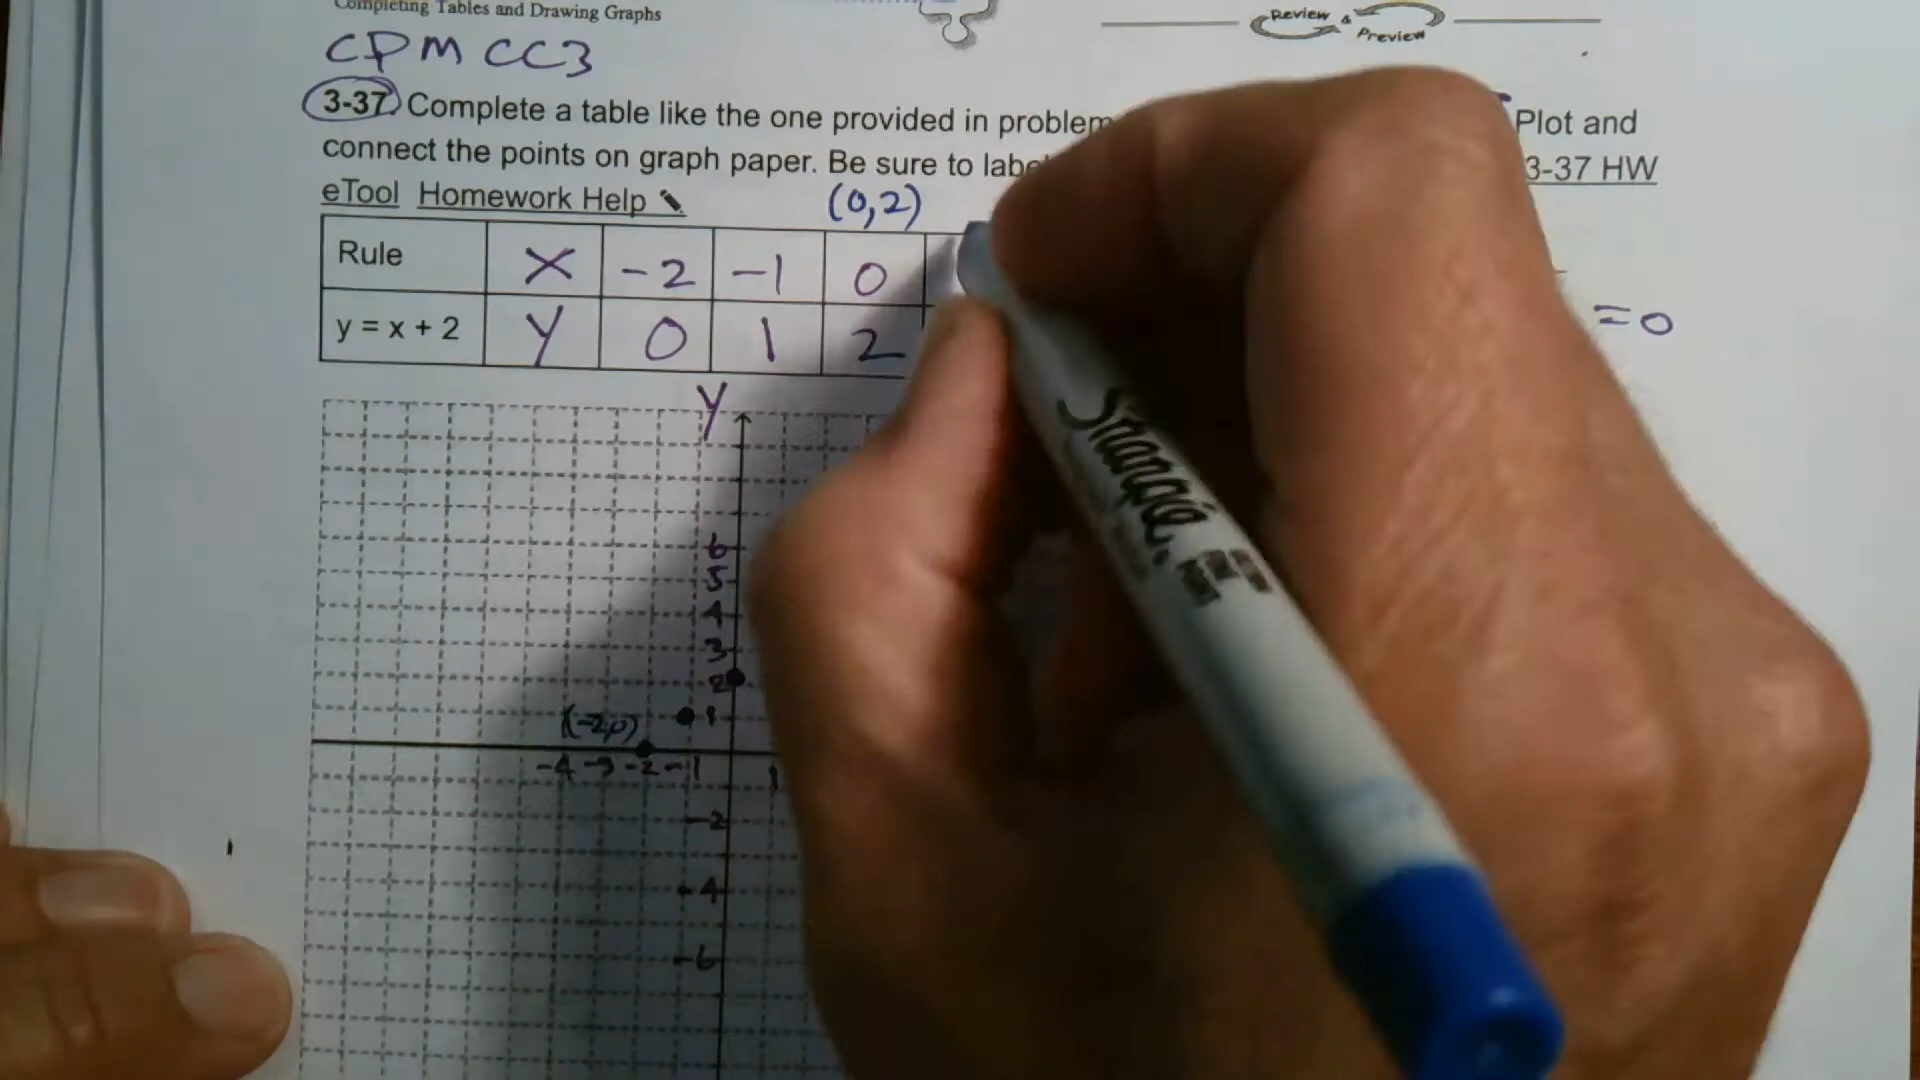 Completing Tables and Drawing Graphs
Review & Preview
CPM CC3
3-37. Complete a table like the one provided in problem Plot and
connect the points on graph paper. Be sure to 3-37 HW
eTool Homework Help
(0,2)
Rule X -2 -1 0
y = x + 2 Y 0 1 2
=0
Y
6
5
4
3
2
1
(-2,0)
-4 -3 -2 -1 1
-2
-4
-6
Sharpie.